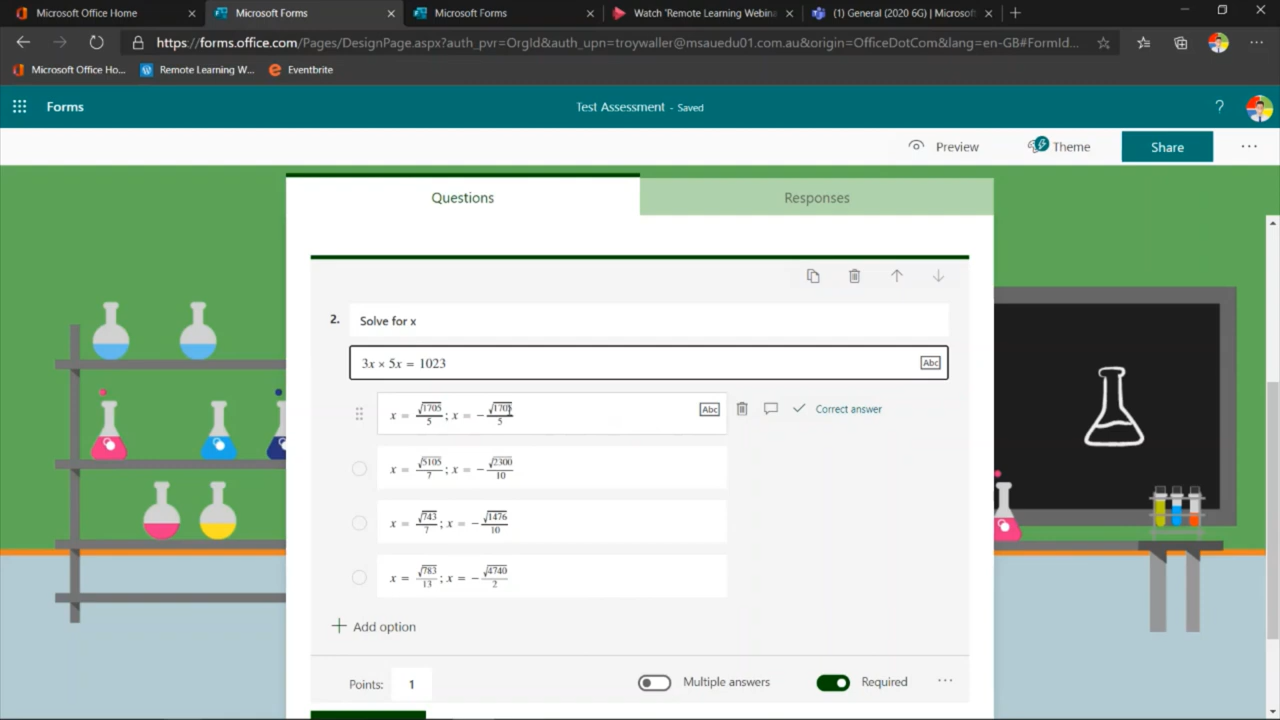 Microsoft Office Home
Microsoft Forms
Microsoft Forms
Watch 'Remote Learning Webina
(1) General (2020 6G) | Microsoft
https://forms.office.com/Pages/DesignPage.aspx?auth_pvr=OrgId&auth_upn=troywaller@msauedu01.com.au&origin=OfficeDotCom&lang=en-GB#FormId...
Microsoft Office Ho...
Remote Learning W...
Eventbrite
Forms
Test Assessment - Saved
?
Preview
Theme
Share
Questions
Responses
2.
Solve for x
3x × 5x = 1023
Abc
x = √1705/5 ; x = −√1705/5
Abc
Correct answer
x = √5105/7 ; x = −√2300/10
x = √743/7 ; x = −√1476/10
x = √783/13 ; x = −√4740/2
Add option
Points: 1
Multiple answers
Required